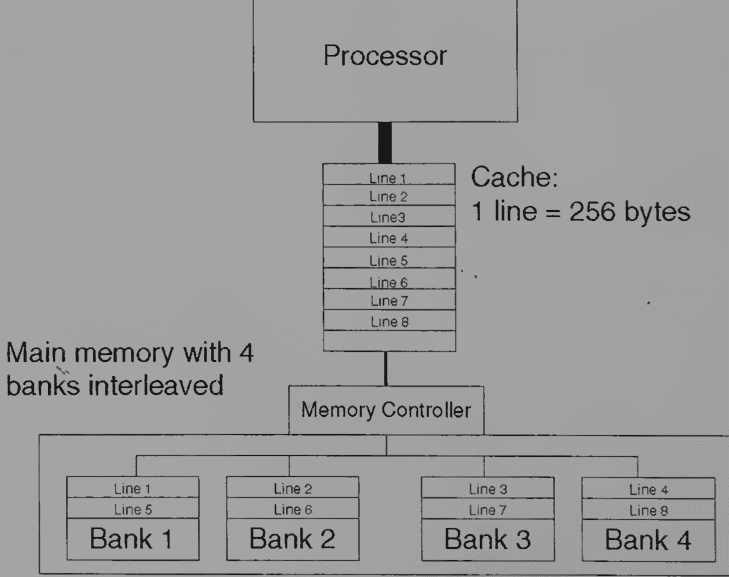 Processor
Line 1
Line 2
Line3
Line 4
Line 5
Line 6
Line 7
Line 8
Cache:
1 line = 256 bytes
Main memory with 4
banks interleaved
Memory Controller
Line 1
Line 5
Bank 1
Line 2
Line 6
Bank 2
Line 3
Line 7
Bank 3
Line 4
Line 8
Bank 4